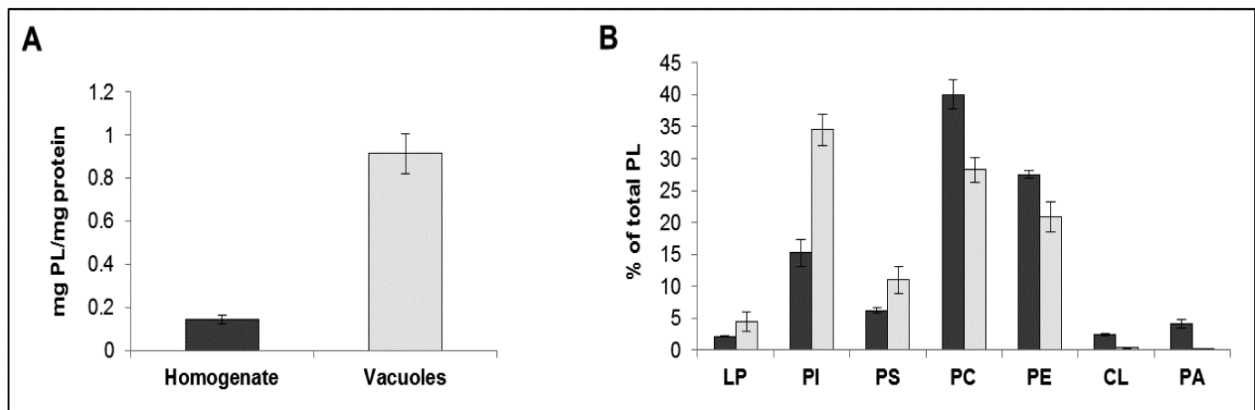 A
mg PL/mg protein
1.2
1
0.8
0.6
0.4
0.2
0
Homogenate Vacuoles
B
% of total PL
45
40
35
30
25
20
15
10
5
0
LP PI PS PC PE CL PA